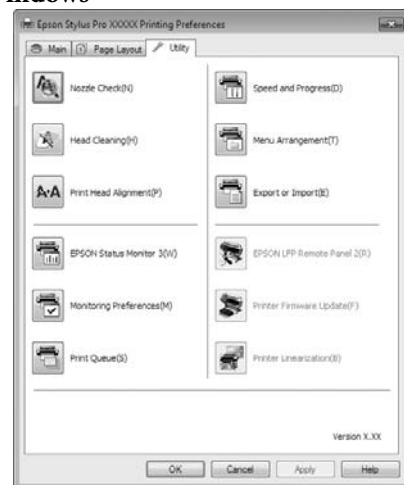 Epson Stylus Pro XXXXX Printing Preferences
Main
Page Layout
Utility
Nozzle Check(N)
Speed and Progress(D)
Head Cleaning(H)
Menu Arrangement(T)
Print Head Alignment(P)
Export or Import(E)
EPSON Status Monitor 3(W)
EPSON LFP Remote Panel 2(R)
Monitoring Preferences(M)
Printer Firmware Update(F)
Print Queue(S)
Printer Linearization(B)
Version X.XX
OK
Cancel
Apply
Help